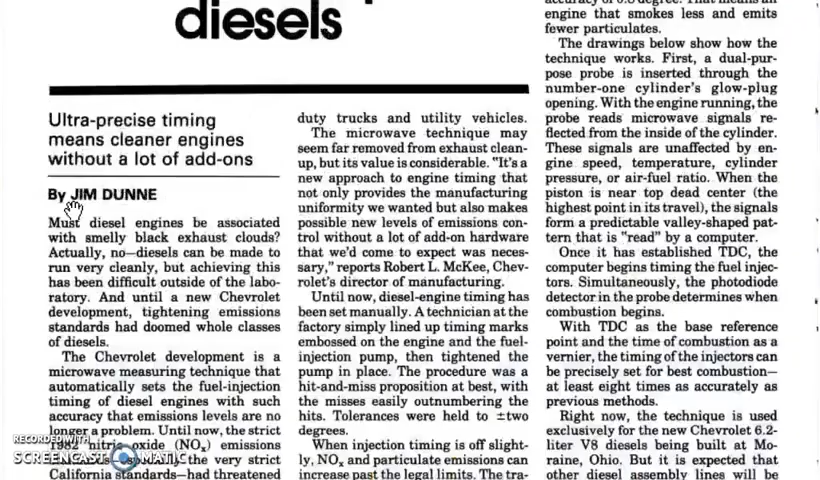 diesels
Ultra-precise timing
means cleaner engines
without a lot of add-ons
By JIM DUNNE
Must diesel engines be associated
with smelly black exhaust clouds?
Actually, no—diesels can be made to
run very cleanly, but achieving this
has been difficult outside of the labo-
ratory. And until a new Chevrolet
development, tightening emissions
standards had doomed whole classes
of diesels.
The Chevrolet development is a
microwave measuring technique that
automatically sets the fuel-injection
timing of diesel engines with such
accuracy that emissions levels are no
longer a problem. Until now, the strict
1982 nitric oxide (NOx) emissions
the very strict
California standards—had threatened
duty trucks and utility vehicles.
The microwave technique may
seem far removed from exhaust clean-
up, but its value is considerable. "It's a
new approach to engine timing that
not only provides the manufacturing
uniformity we wanted but also makes
possible new levels of emissions con-
trol without a lot of add-on hardware
that we'd come to expect was neces-
sary," reports Robert L. McKee, Chev-
rolet's director of manufacturing.
Until now, diesel-engine timing has
been set manually. A technician at the
factory simply lined up timing marks
embossed on the engine and the fuel-
injection pump, then tightened the
pump in place. The procedure was a
hit-and-miss proposition at best, with
the misses easily outnumbering the
hits. Tolerances were held to ±two
degrees.
When injection timing is off slight-
ly, NOx and particulate emissions can
increase past the legal limits. The tra-
accuracy of 0.5 degree. That means an
engine that smokes less and emits
fewer particulates.
The drawings below show how the
technique works. First, a dual-pur-
pose probe is inserted through the
number-one cylinder's glow-plug
opening. With the engine running, the
probe reads microwave signals re-
flected from the inside of the cylinder.
These signals are unaffected by en-
gine speed, temperature, cylinder
pressure, or air-fuel ratio. When the
piston is near top dead center (the
highest point in its travel), the signals
form a predictable valley-shaped pat-
tern that is "read" by a computer.
Once it has established TDC, the
computer begins timing the fuel injec-
tors. Simultaneously, the photodiode
detector in the probe determines when
combustion begins.
With TDC as the base reference
point and the time of combustion as a
vernier, the timing of the injectors can
be precisely set for best combustion—
at least eight times as accurately as
previous methods.
Right now, the technique is used
exclusively for the new Chevrolet 6.2-
liter V8 diesels being built at Mo-
raine, Ohio. But it is expected that
other diesel assembly lines will be
RECORDED WITH
SCREENCAST MATIC